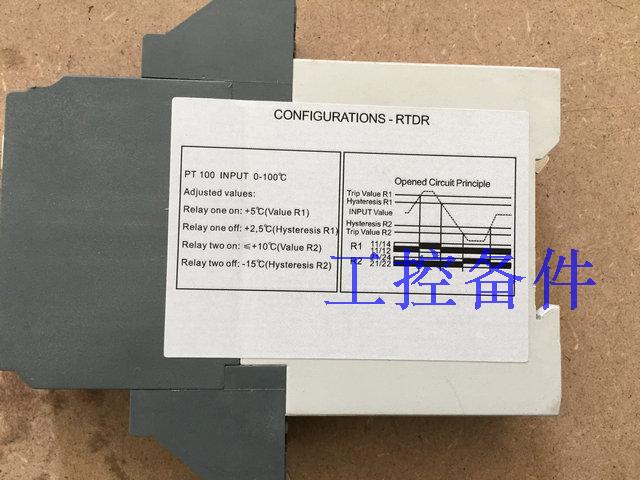 CONFIGURATIONS - RTDR
PT 100 INPUT 0-100℃
Adjusted values:
Relay one on: +5℃(Value R1)
Relay one off: +2,5℃(Hysteresis R1)
Relay two on: ≤+10℃(Value R2)
Relay two off: -15℃(Hysteresis R2)
Opened Circuit Principle
Trip Value R1
Hyateresis R1
INPUT Value
Hysteresis R2
Trip Value R2
R1 11/14
11/12
R2 21/24
21/22
工控备件